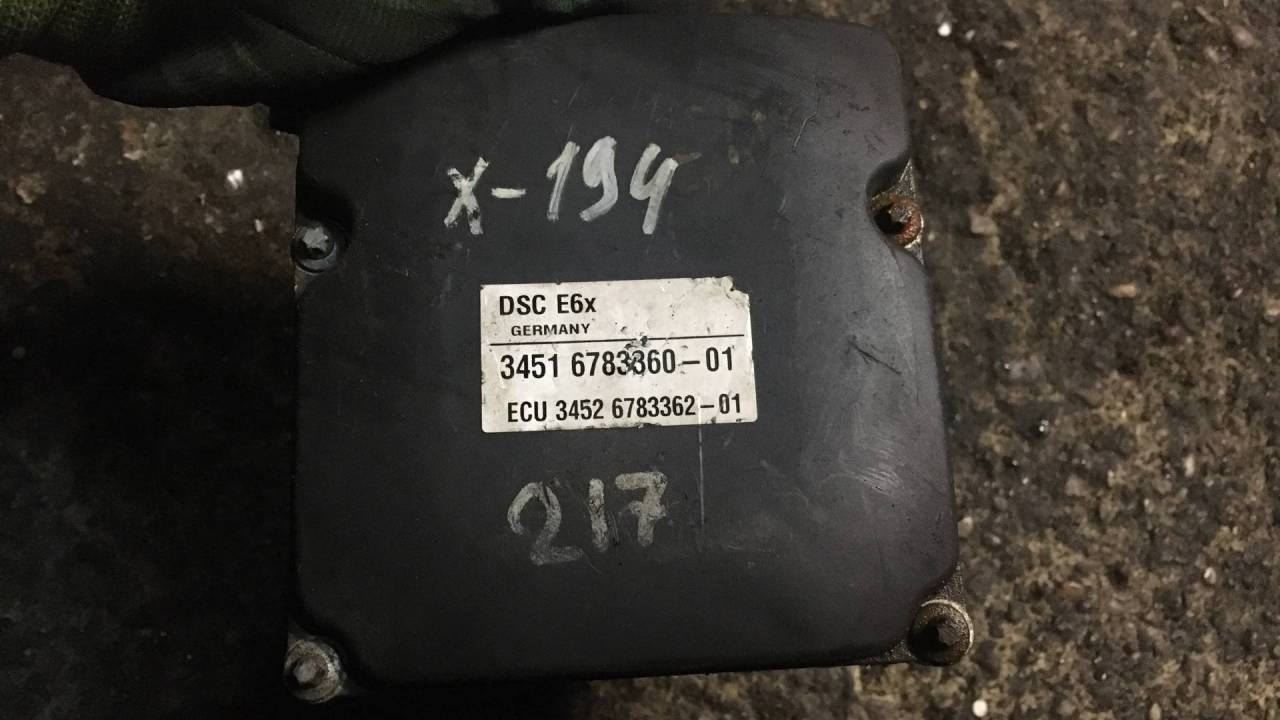 X-194
DSC E6x
GERMANY
3451 6783360-01
ECU 3452 6783362-01
217